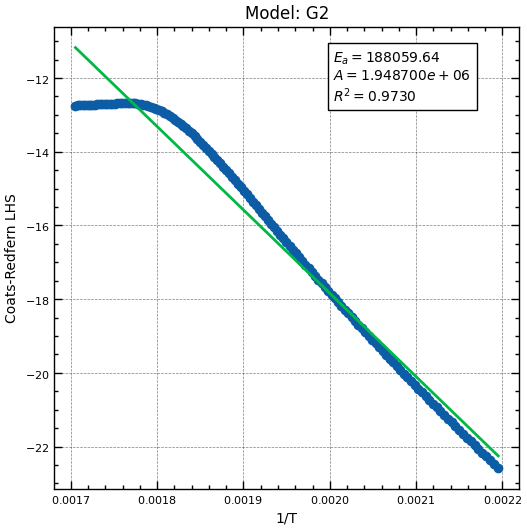 Model: G2
E_a = 188059.64
A = 1.948700e + 06
R^2 = 0.9730
Coats-Redfern LHS
−12
−14
−16
−18
−20
−22
0.0017 0.0018 0.0019 0.0020 0.0021 0.0022
1/T